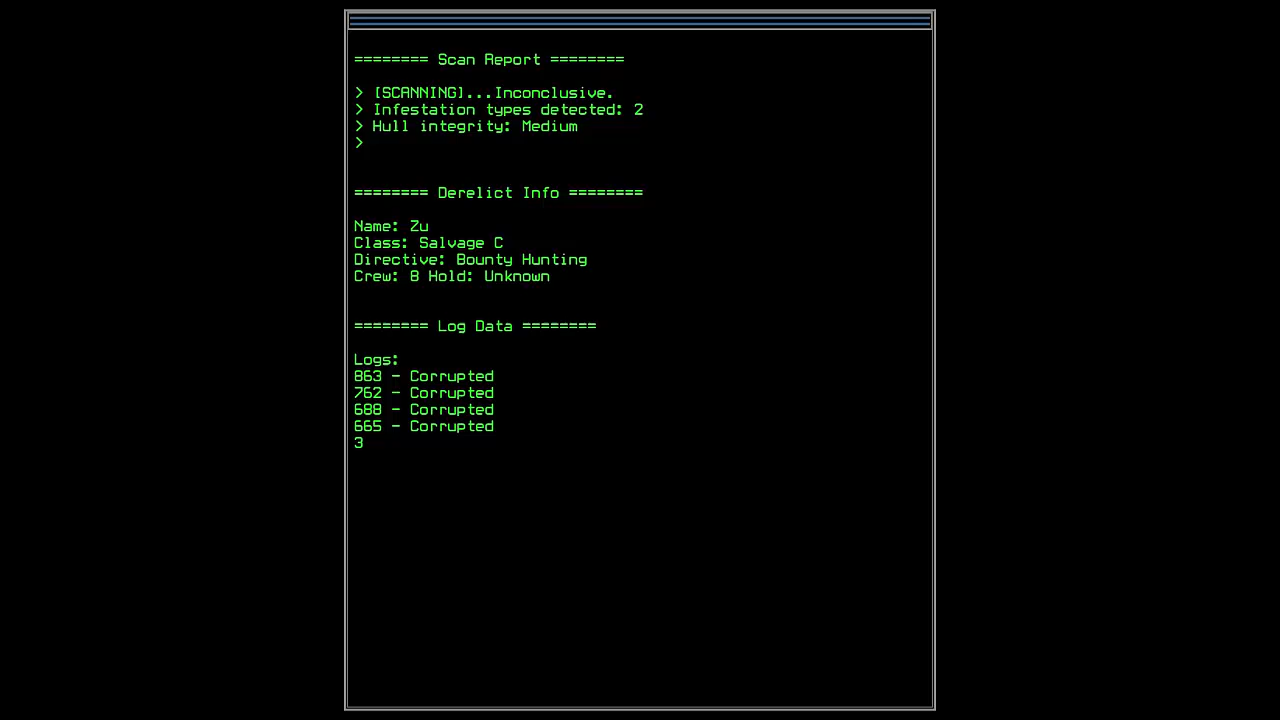 ======== Scan Report ========
> [SCANNING]...Inconclusive.
> Infestation types detected: 2
> Hull integrity: Medium
>
======== Derelict Info ========
Name: Zu
Class: Salvage C
Directive: Bounty Hunting
Crew: 8 Hold: Unknown
======== Log Data ========
Logs:
863 - Corrupted
762 - Corrupted
688 - Corrupted
665 - Corrupted
3